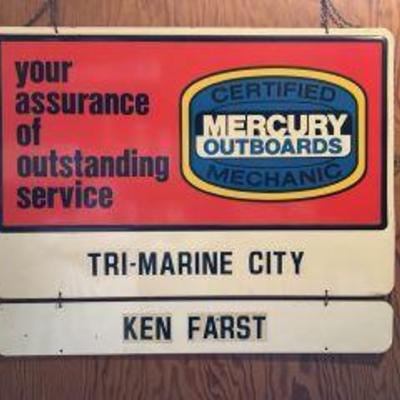 your
assurance
of
outstanding
service
CERTIFIED
MERCURY
OUTBOARDS
MECHANIC
TRI-MARINE CITY
KEN FARST